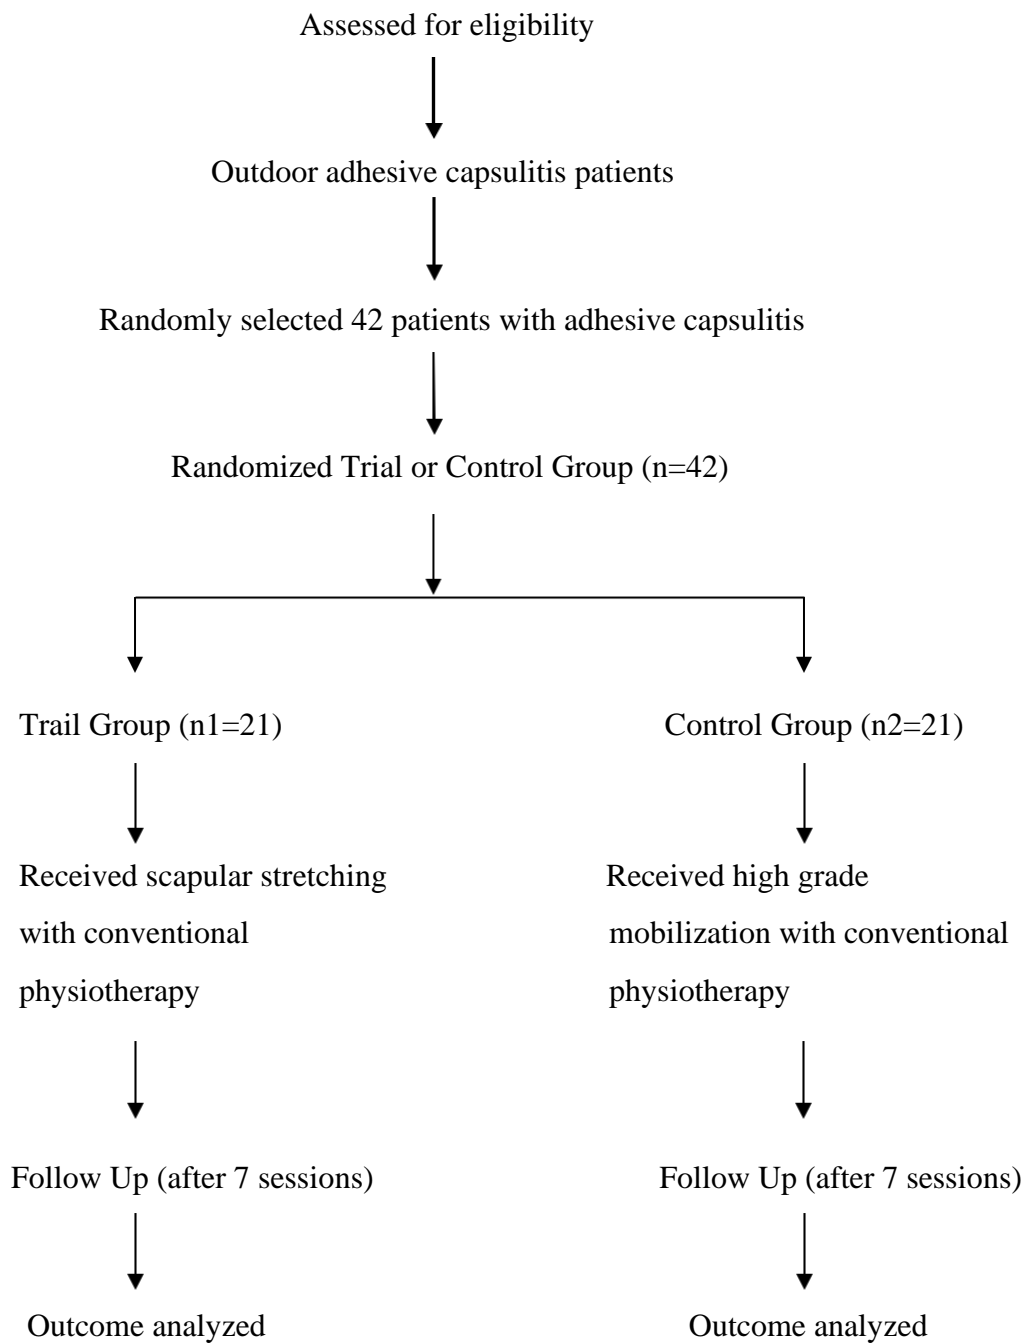 Assessed for eligibility
Outdoor adhesive capsulitis patients
Randomly selected 42 patients with adhesive capsulitis
Randomized Trial or Control Group (n=42)
Trail Group (n1=21)
Control Group (n2=21)
Received scapular stretching
with conventional
physiotherapy
Received high grade
mobilization with conventional
physiotherapy
Follow Up (after 7 sessions)
Follow Up (after 7 sessions)
Outcome analyzed
Outcome analyzed